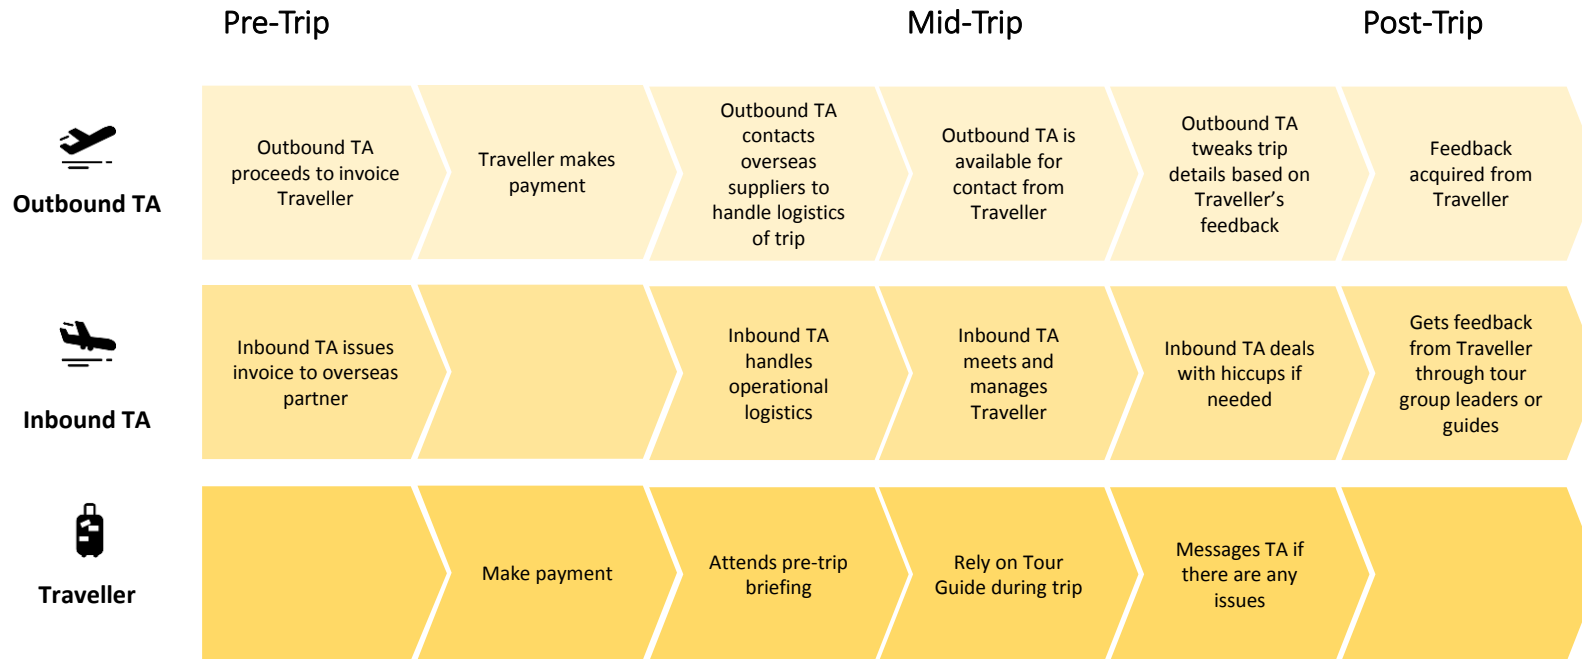 Pre-Trip
Mid-Trip
Post-Trip
Outbound TA
Outbound TA
proceeds to invoice
Traveller
Traveller makes
payment
Outbound TA
contacts
overseas
suppliers to
handle logistics
of trip
Outbound TA is
available for
contact from
Traveller
Outbound TA
tweaks trip
details based on
Traveller’s
feedback
Feedback
acquired from
Traveller
Inbound TA
Inbound TA issues
invoice to overseas
partner
Inbound TA
handles
operational
logistics
Inbound TA
meets and
manages
Traveller
Inbound TA deals
with hiccups if
needed
Gets feedback
from Traveller
through tour
group leaders or
guides
Traveller
Make payment
Attends pre-trip
briefing
Rely on Tour
Guide during trip
Messages TA if
there are any
issues